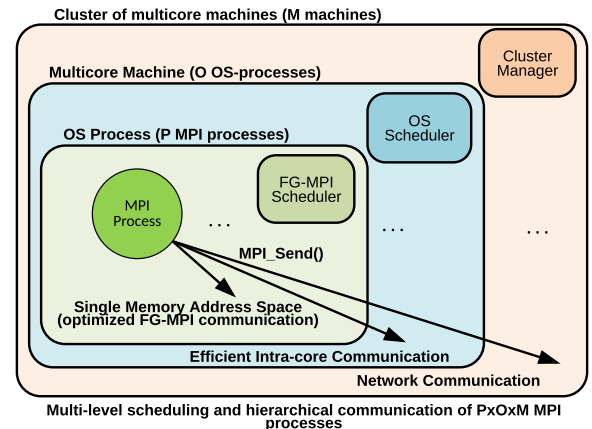 Cluster of multicore machines (M machines)
Cluster
Manager
Multicore Machine (O OS-processes)
OS
Scheduler
OS Process (P MPI processes)
FG-MPI
Scheduler
MPI
Process
...
...
...
MPI_Send()
Single Memory Address Space
(optimized FG-MPI communication)
Efficient Intra-core Communication
Network Communication
Multi-level scheduling and hierarchical communication of PxOxM MPI
processes